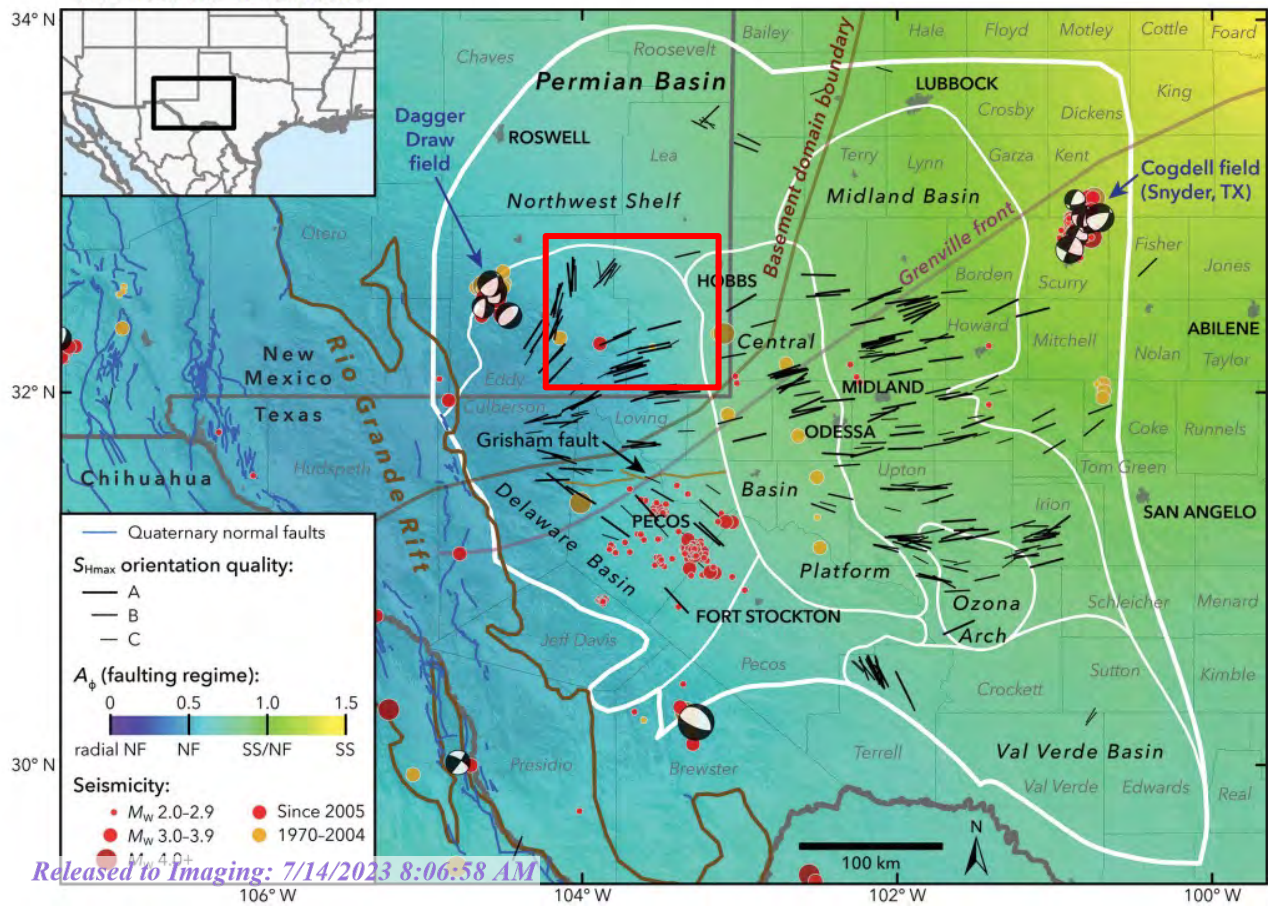 34° N
32° N
30° N
106° W
104° W
102° W
100° W
Chaves
Roosevelt
Bailey
Hale
Floyd
Motley
Cottle
Foard
Permian Basin
Basement domain boundary
LUBBOCK
King
Crosby
Dickens
Dagger
Draw
field
ROSWELL
Lea
Terry
Lynn
Garza
Kent
Cogdell field
(Snyder, TX)
Northwest Shelf
Midland Basin
Grenville front
Otero
Fisher
Jones
HOBBS
Borden
Scurry
Howard
Mitchell
ABILENE
Nolan
Taylor
Central
New
Mexico
Texas
Rio Grande Rift
Eddy
Culberson
Loving
MIDLAND
Grisham fault
ODESSA
Coke
Runnels
Chihuahua
Hudspeth
Upton
Tom Green
Delaware Basin
Basin
Irion
PECOS
SAN ANGELO
Platform
Ozona
Arch
Schleicher
Menard
FORT STOCKTON
Jeff Davis
Pecos
Crockett
Sutton
Kimble
Presidio
Brewster
Terrell
Val Verde Basin
Val Verde
Edwards
Real
N
100 km
Quaternary normal faults
SHmax orientation quality:
A
B
C
Aϕ (faulting regime):
0
0.5
1.0
1.5
radial NF
NF
SS/NF
SS
Seismicity:
Mw 2.0-2.9
Since 2005
Mw 3.0-3.9
1970-2004
Mw 4.0+
Released to Imaging: 7/14/2023 8:06:58 AM